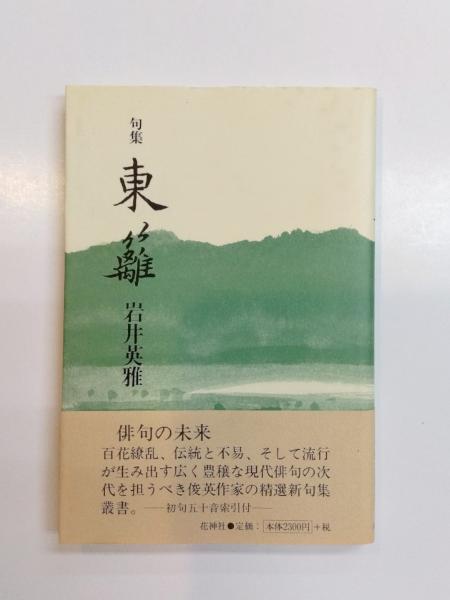 句集
東籬
岩井英雅
俳句の未来
百花繚乱、伝統と不易、そして流行
が生み出す広く豊穣な現代俳句の次
代を担うべき俊英作家の精選新句集
叢書。──初句五十音索引付──
花神社●定価：本体2300円+税